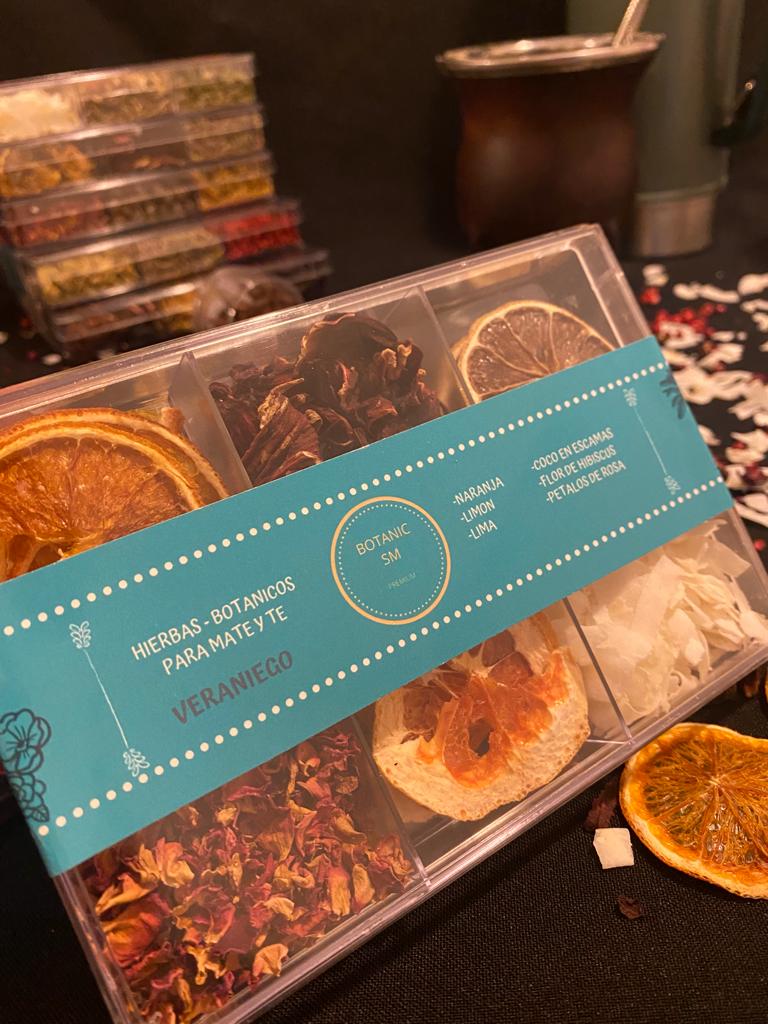 HIERBAS - BOTANICOS
PARA MATE y TE
VERANIEGO
BOTANIC
SM
PREMIUM
-NARANJA
-LIMON
-LIMA
-COCO EN ESCAMAS
-FLOR DE HIBISCUS
-PETALOS DE ROSA